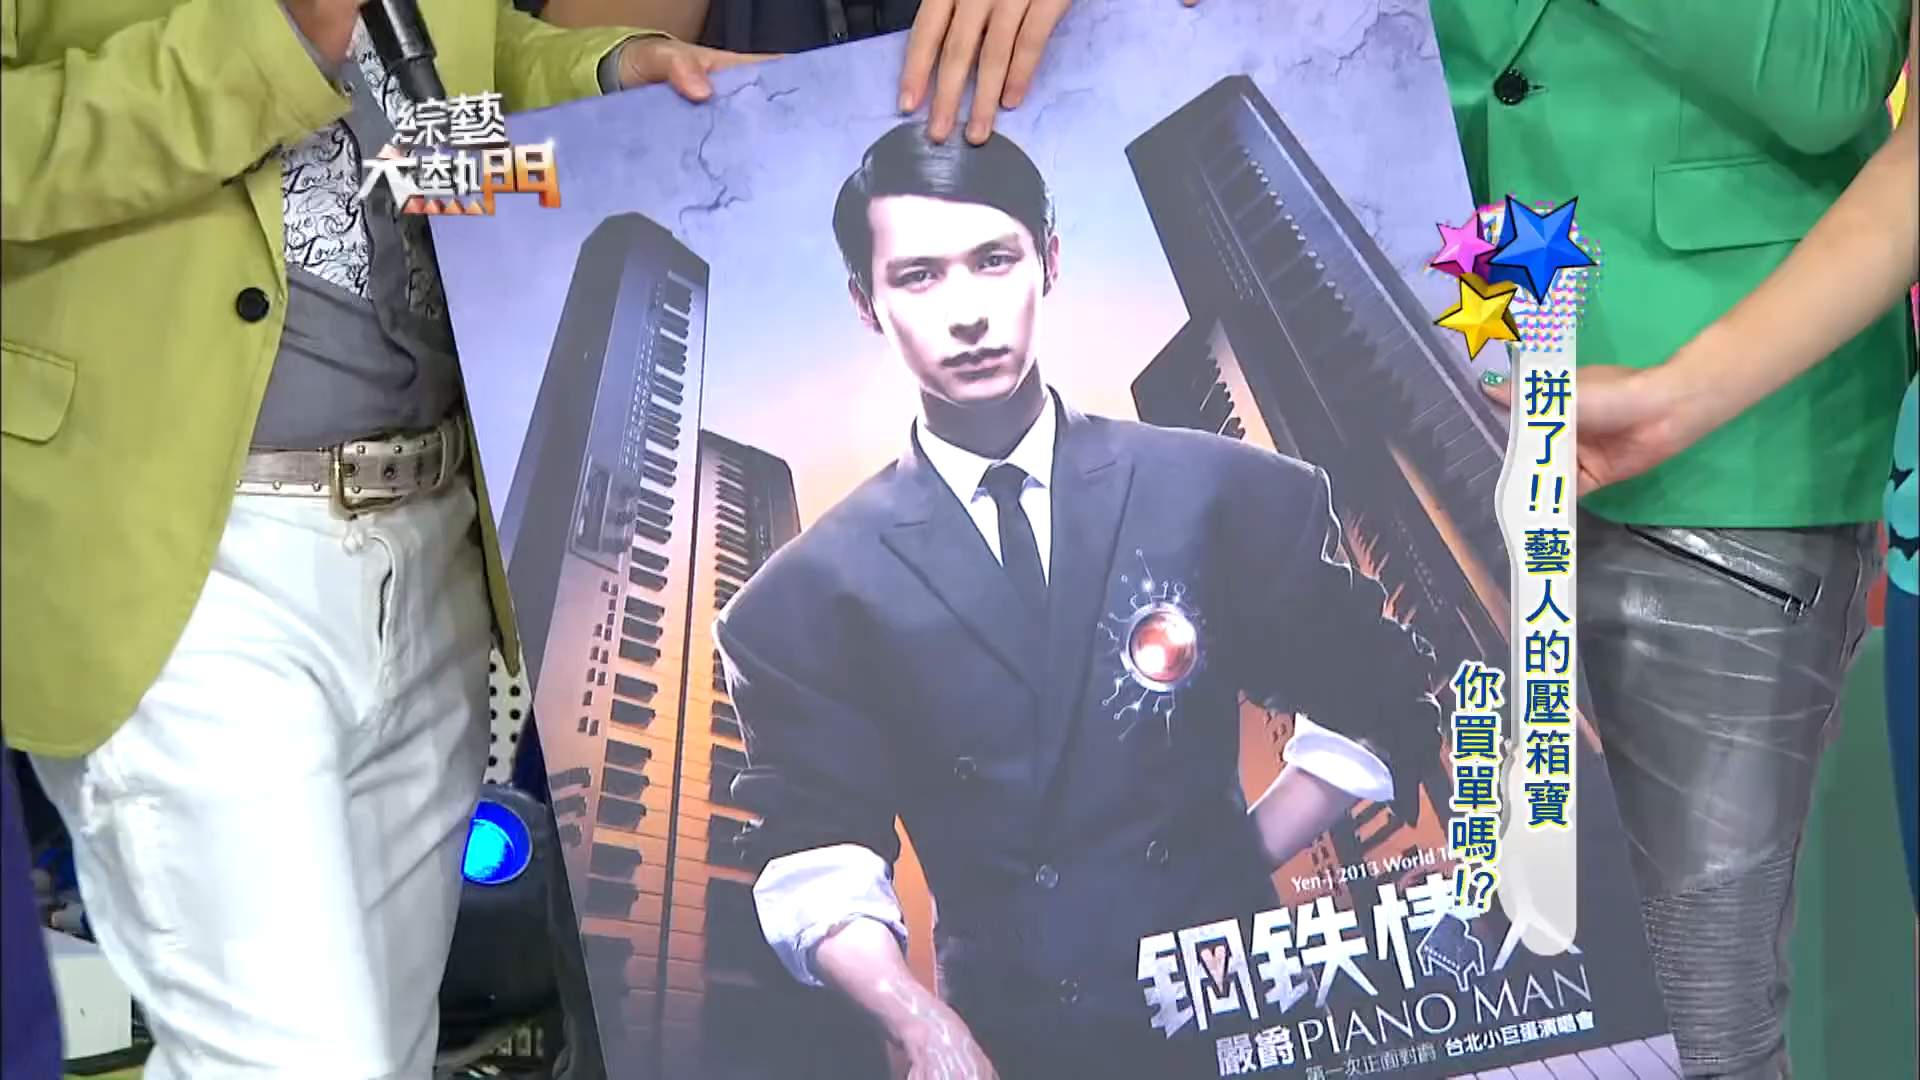 綜藝
大熱門
拼了!!藝人的壓箱寶
你買單嗎!?
Yen-j 2013 World
鋼鉄情人
PIANO MAN
嚴爵
第一次正面對爵 台北小巨蛋演唱會